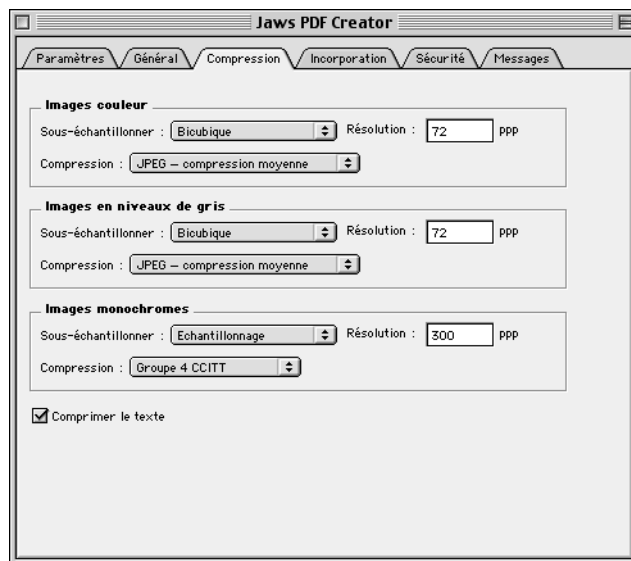 Jaws PDF Creator
Paramètres Général Compression Incorporation Sécurité Messages
Images couleur
Sous-échantillonner : Bicubique Résolution : 72 ppp
Compression : JPEG – compression moyenne
Images en niveaux de gris
Sous-échantillonner : Bicubique Résolution : 72 ppp
Compression : JPEG – compression moyenne
Images monochromes
Sous-échantillonner : Echantillonnage Résolution : 300 ppp
Compression : Groupe 4 CCITT
Comprimer le texte